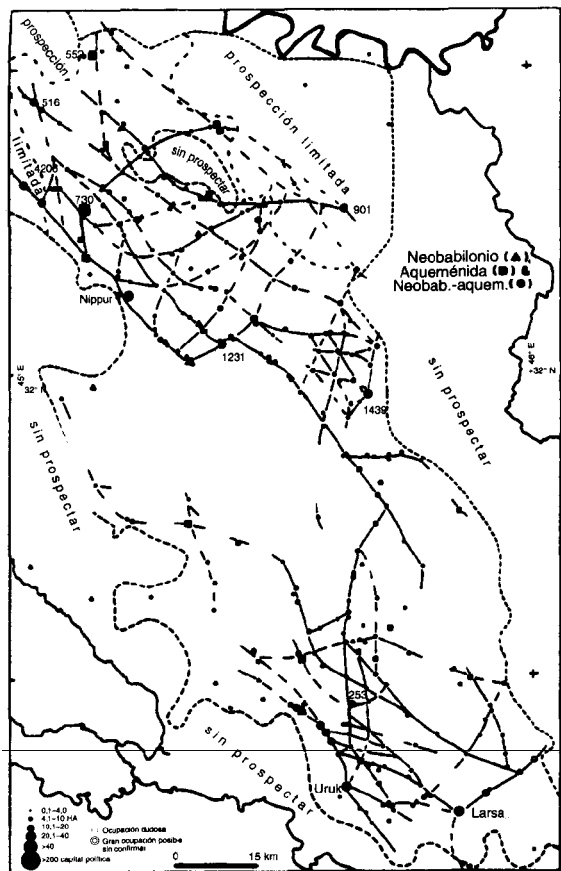 prospección
552
516
prospección limitada
limitada
sin prospectar
4206
730
901
Neobabilonio (▲),
Aqueménida (■) &
Neobab.-aquem.(●)
Nippur
1231
45° E
32° N
46° E
32° N
1439
sin prospectar
sin prospectar
253
sin prospectar
Uruk
Larsa
0,1–4,0
4,1–10 HA
10,1–20
20,1–40
>40
>200 capital política
Ocupación dudosa
Gran ocupación posible
sin confirmar
0 15 km